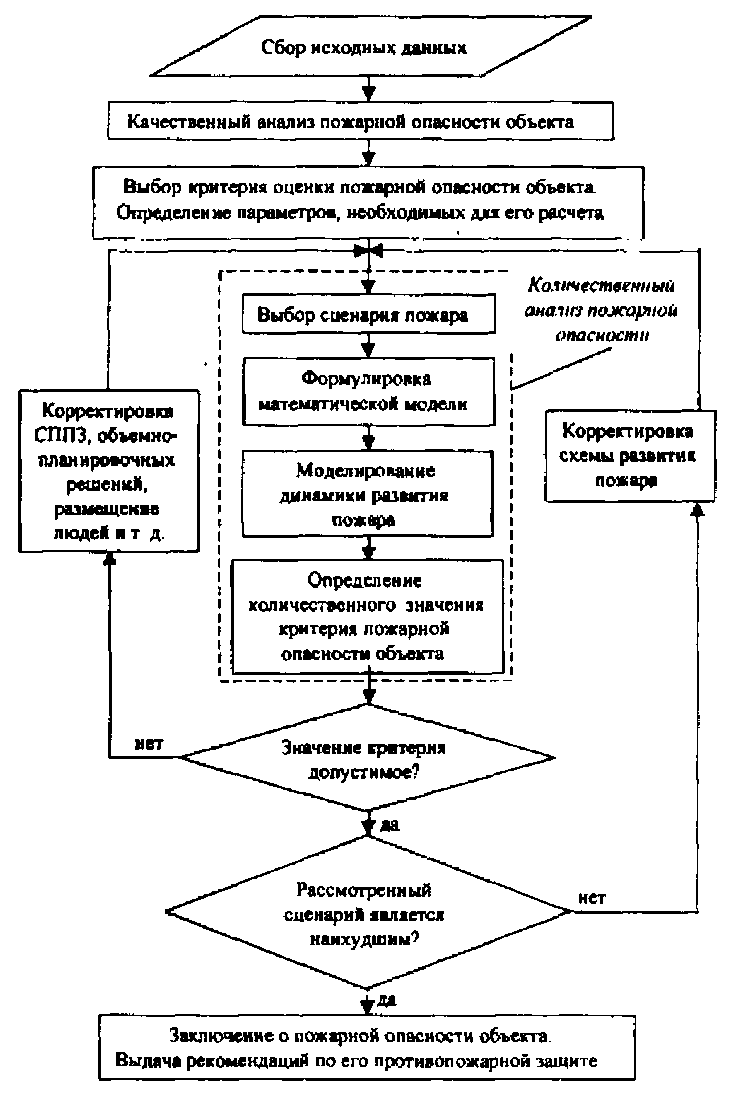 Сбор исходных данных
Качественный анализ пожарной опасности объекта
Выбор критерия оценки пожарной опасности объекта.
Определение параметров, необходимых для его расчета
Количественный
анализ пожарной
опасности
Выбор сценария пожара
Формулировка
математической модели
Моделирование
динамики развития
пожара
Определение
количественного значения
критерия пожарной
опасности объекта
Корректировка
СППЗ, объемно-
планировочных
решений,
размещение
людей и т д.
Корректировка
схемы развития
пожара
Значение критерия
допустимое?
нет
да
Рассмотренный
сценарий является
наихудшим?
нет
да
Заключение о пожарной опасности объекта.
Выдача рекомендаций по его противопожарной защите